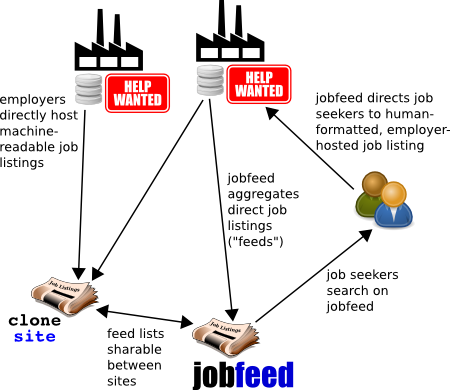 HELP
WANTED
HELP
WANTED
employers
directly host
machine-
readable job
listings
jobfeed directs job
seekers to human-
formatted, employer-
hosted job listing
jobfeed
aggregates
direct job
listings
("feeds")
job seekers
search on
jobfeed
Job Listings
clone
site
feed lists
sharable
between
sites
Job Listings
jobfeed